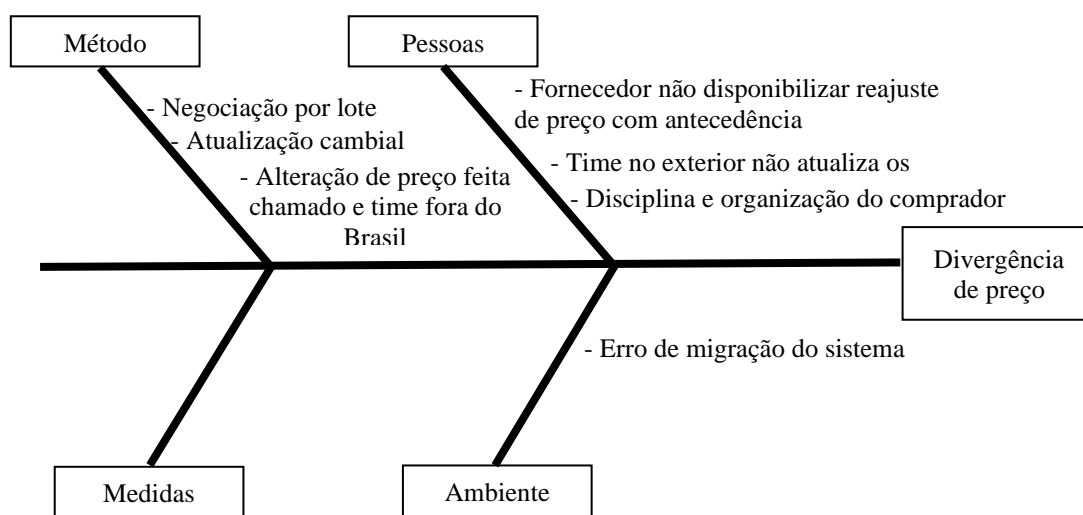 Método
Pessoas
- Negociação por lote
- Atualização cambial
- Alteração de preço feita
chamado e time fora do
Brasil
- Fornecedor não disponibilizar reajuste
de preço com antecedência
- Time no exterior não atualiza os
- Disciplina e organização do comprador
Divergência
de preço
- Erro de migração do sistema
Medidas
Ambiente